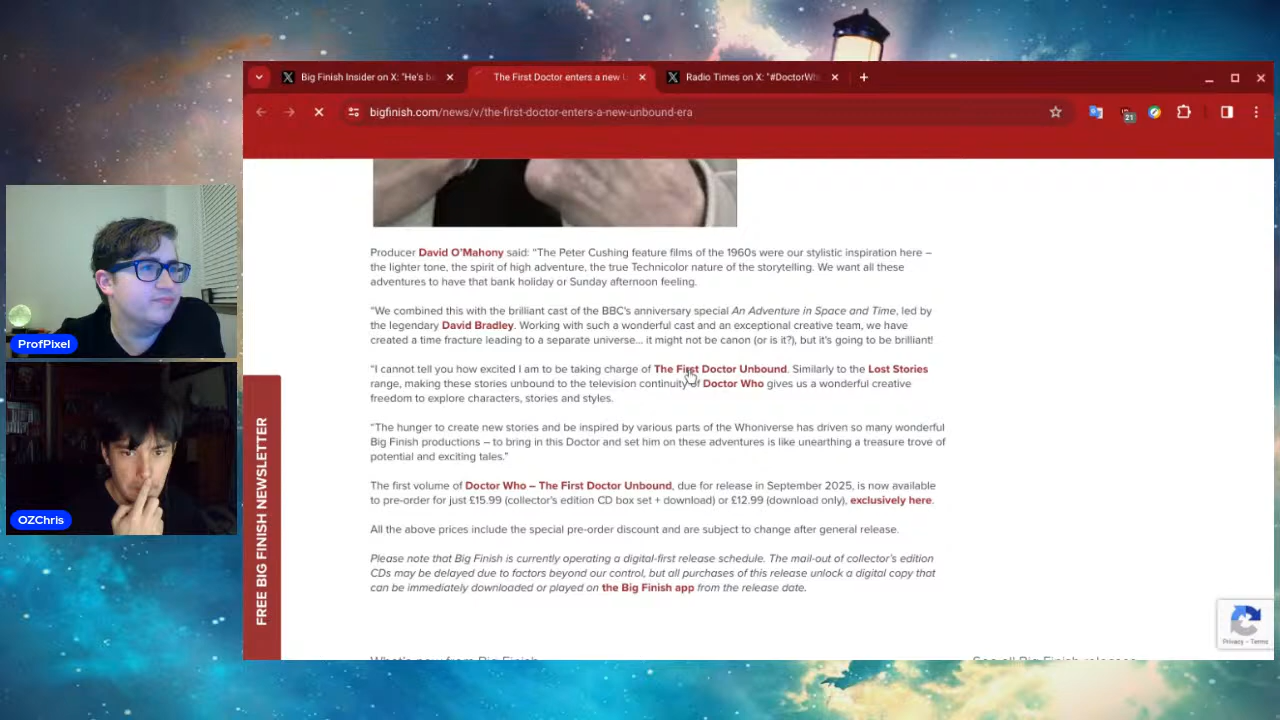 Big Finish Insider on X: "He's ba
The First Doctor enters a new U
Radio Times on X: "#DoctorWh
bigfinish.com/news/v/the-first-doctor-enters-a-new-unbound-era
21
Producer David O'Mahony said: “The Peter Cushing feature films of the 1960s were our stylistic inspiration here –
the lighter tone, the spirit of high adventure, the true Technicolor nature of the storytelling. We want all these
adventures to have that bank holiday or Sunday afternoon feeling.
“We combined this with the brilliant cast of the BBC's anniversary special An Adventure in Space and Time, led by
the legendary David Bradley. Working with such a wonderful cast and an exceptional creative team, we have
created a time fracture leading to a separate universe... it might not be canon (or is it?), but it's going to be brilliant!
“I cannot tell you how excited I am to be taking charge of The First Doctor Unbound. Similarly to the Lost Stories
range, making these stories unbound to the television continuity of Doctor Who gives us a wonderful creative
freedom to explore characters, stories and styles.
“The hunger to create new stories and be inspired by various parts of the Whoniverse has driven so many wonderful
Big Finish productions – to bring in this Doctor and set him on these adventures is like unearthing a treasure trove of
potential and exciting tales.”
The first volume of Doctor Who – The First Doctor Unbound, due for release in September 2025, is now available
to pre-order for just £15.99 (collector's edition CD box set + download) or £12.99 (download only), exclusively here.
All the above prices include the special pre-order discount and are subject to change after general release.
Please note that Big Finish is currently operating a digital-first release schedule. The mail-out of collector's edition
CDs may be delayed due to factors beyond our control, but all purchases of this release unlock a digital copy that
can be immediately downloaded or played on the Big Finish app from the release date.
What's new from Big Finish
See all Big Finish releases
FREE BIG FINISH NEWSLETTER
Privacy - Terms
ProfPixel
OZChris